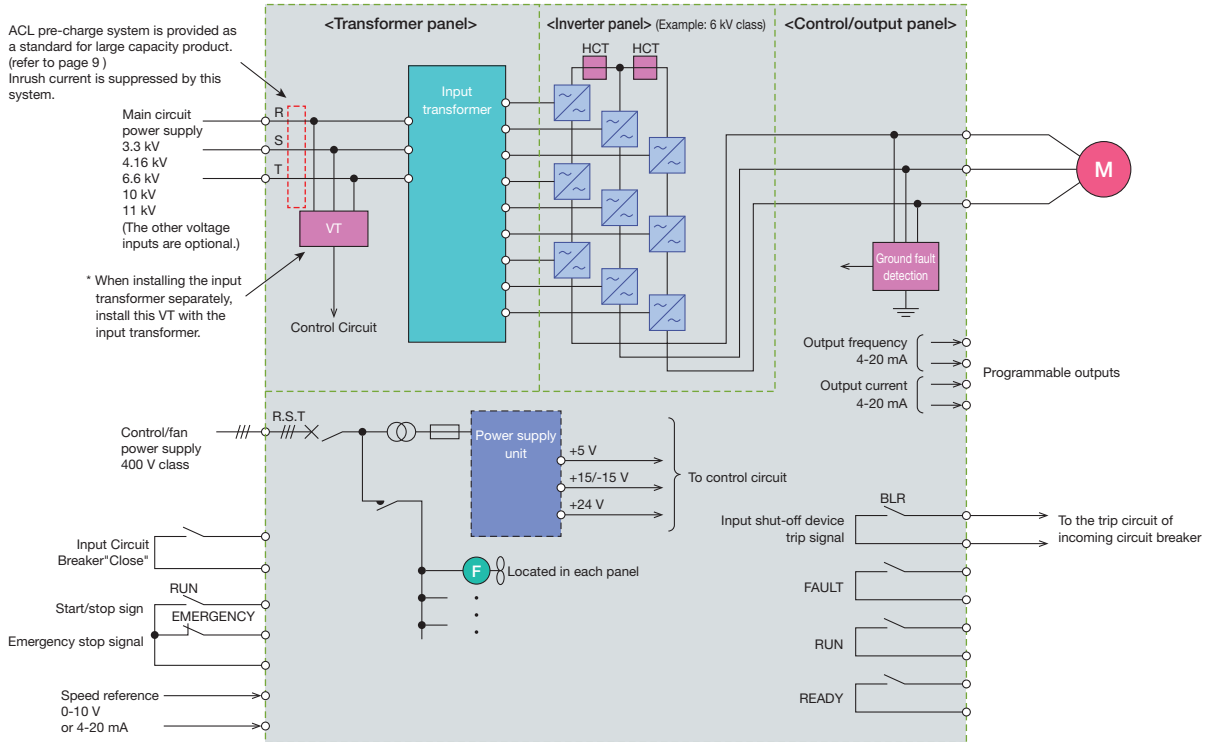 ACL pre-charge system is provided as
a standard for large capacity product.
(refer to page 9 )
Inrush current is suppressed by this
system.
Main circuit
power supply
3.3 kV
4.16 kV
6.6 kV
10 kV
11 kV
(The other voltage
inputs are optional.)
* When installing the input
transformer separately,
install this VT with the
input transformer.
<Transformer panel>
R
S
T
VT
Control Circuit
Input
transformer
<Inverter panel> (Example: 6 kV class)
HCT
HCT
<Control/output panel>
M
Ground fault
detection
Output frequency
4-20 mA
Output current
4-20 mA
Programmable outputs
Control/fan
power supply
400 V class
R.S.T
Power supply
unit
+5 V
+15/-15 V
+24 V
To control circuit
F
Located in each panel
Input Circuit
Breaker"Close"
RUN
Start/stop sign
EMERGENCY
Emergency stop signal
Speed reference
0-10 V
or 4-20 mA
BLR
Input shut-off device
trip signal
To the trip circuit of
incoming circuit breaker
FAULT
RUN
READY